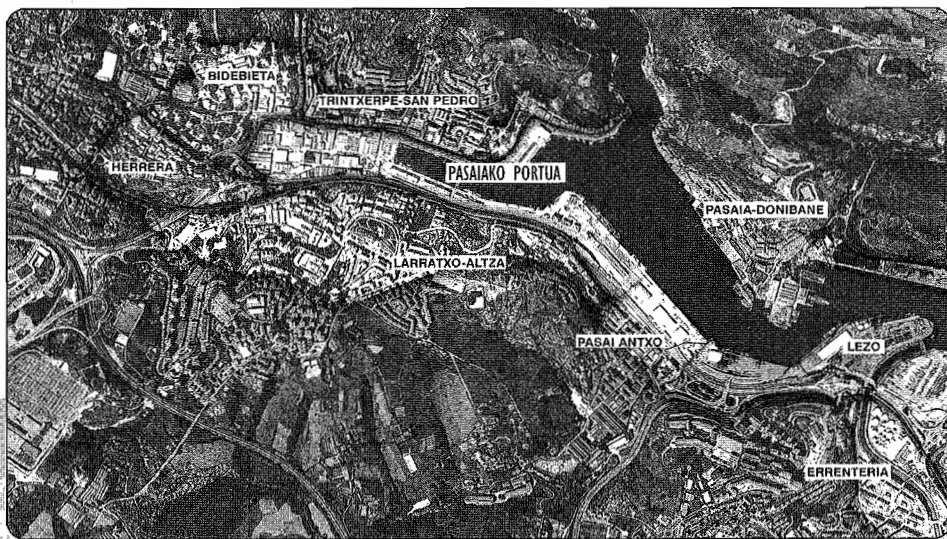 BIDEBIETA
TRINTXERPE-SAN PEDRO
HERRERA
PASAIAKO PORTUA
PASAIA-DONIBANE
LARRATXO-ALTZA
PASAI ANTXO
LEZO
ERRENTERIA